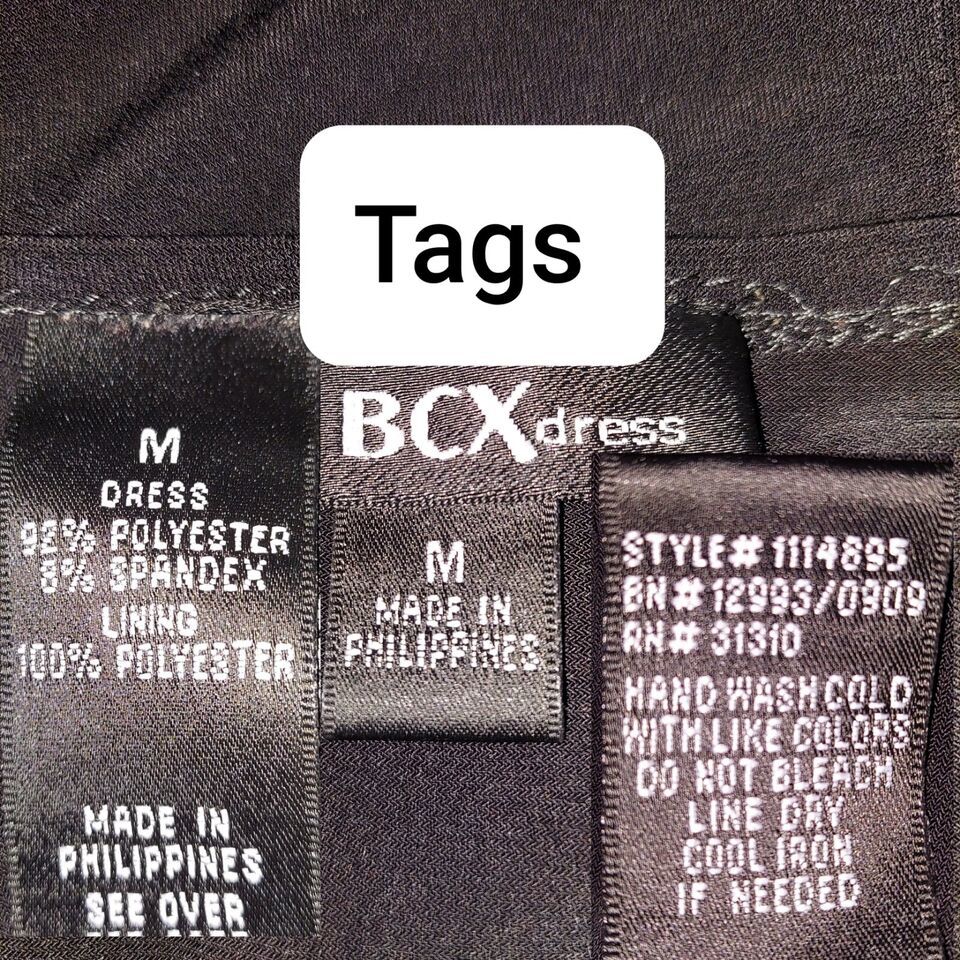 Tags
BCX dress
M
DRESS
92% POLYESTER
8% SPANDEX
LINING
100% POLYESTER
MADE IN
PHILIPPINES
SEE OVER
M
MADE IN
PHILIPPINES
STYLE# 1114895
BN# 12993/0909
RN# 31310
HAND WASH COLD
WITH LIKE COLORS
DO NOT BLEACH
LINE DRY
COOL IRON
IF NEEDED